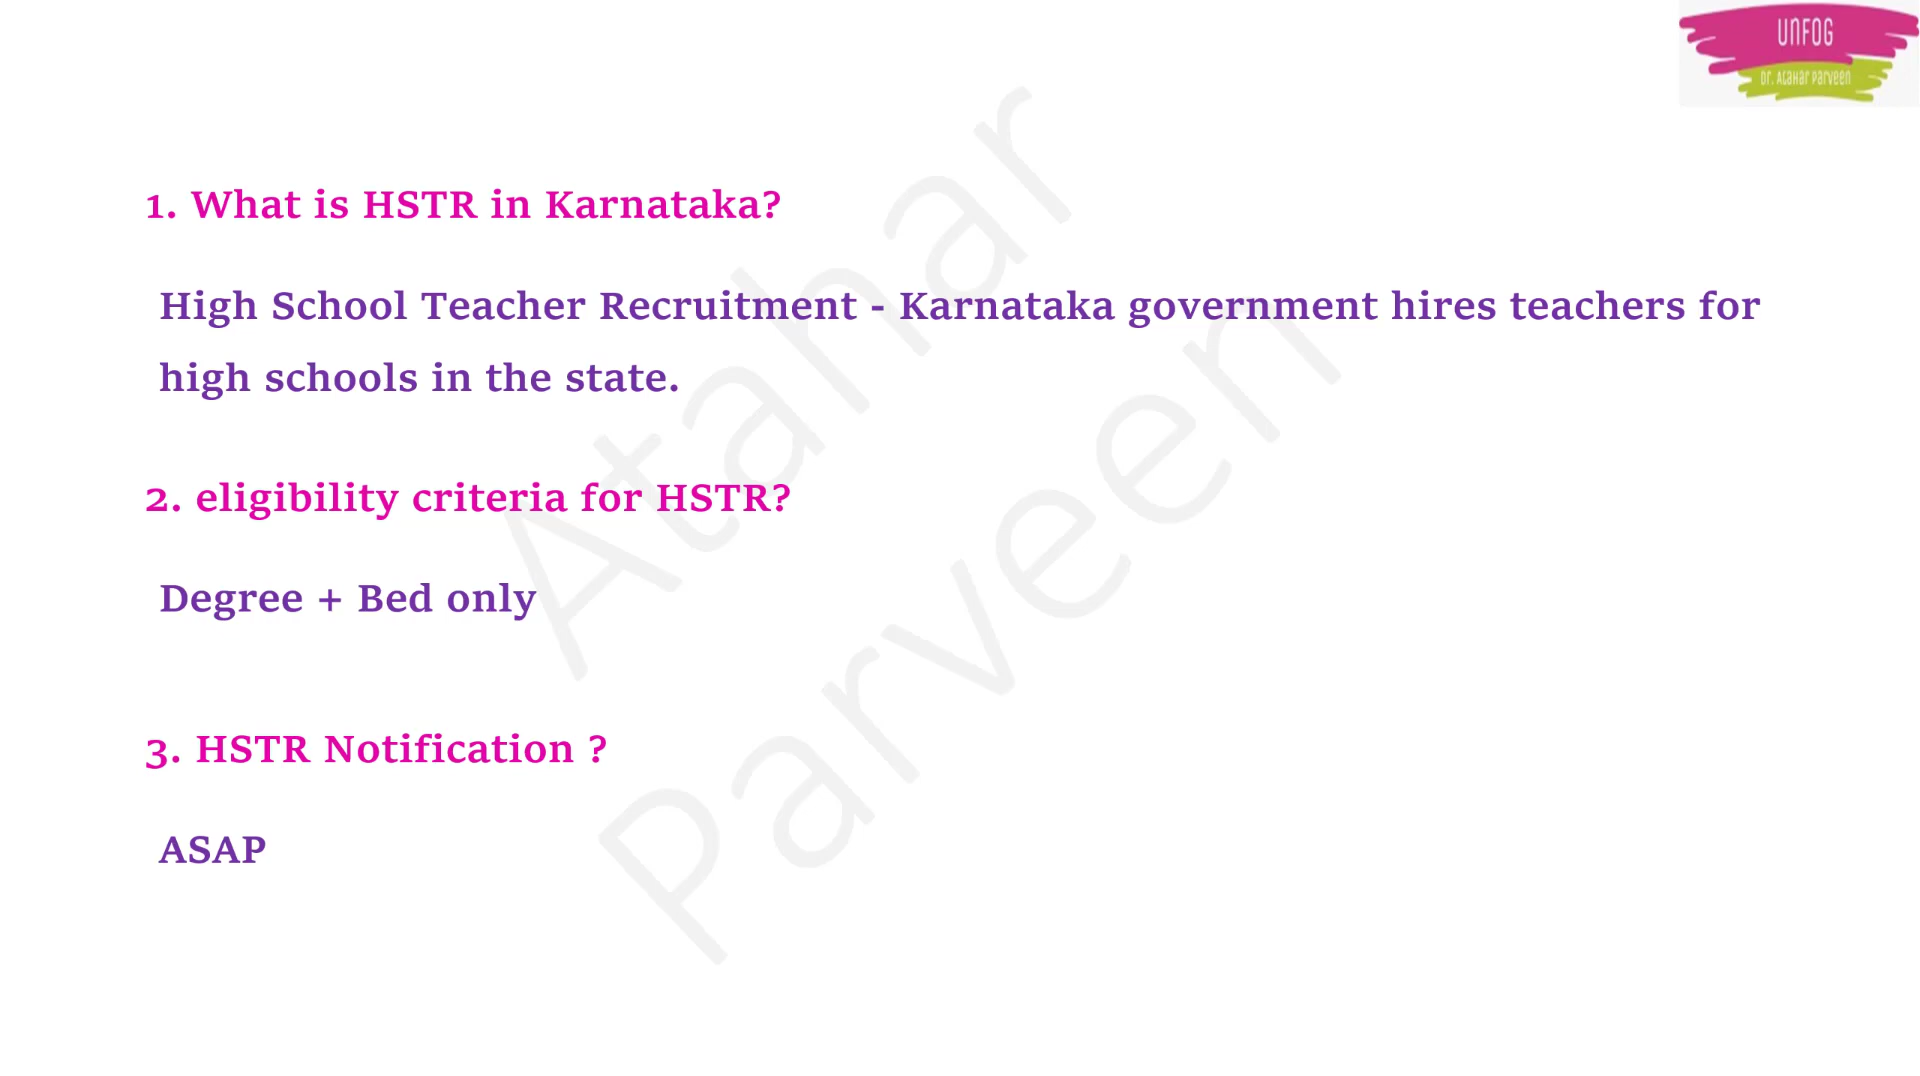 UNFOG
Dr. Atahar Parveen
1. What is HSTR in Karnataka?
High School Teacher Recruitment - Karnataka government hires teachers for
high schools in the state.
2. eligibility criteria for HSTR?
Degree + Bed only
3. HSTR Notification ?
ASAP
Atahar
Parveen